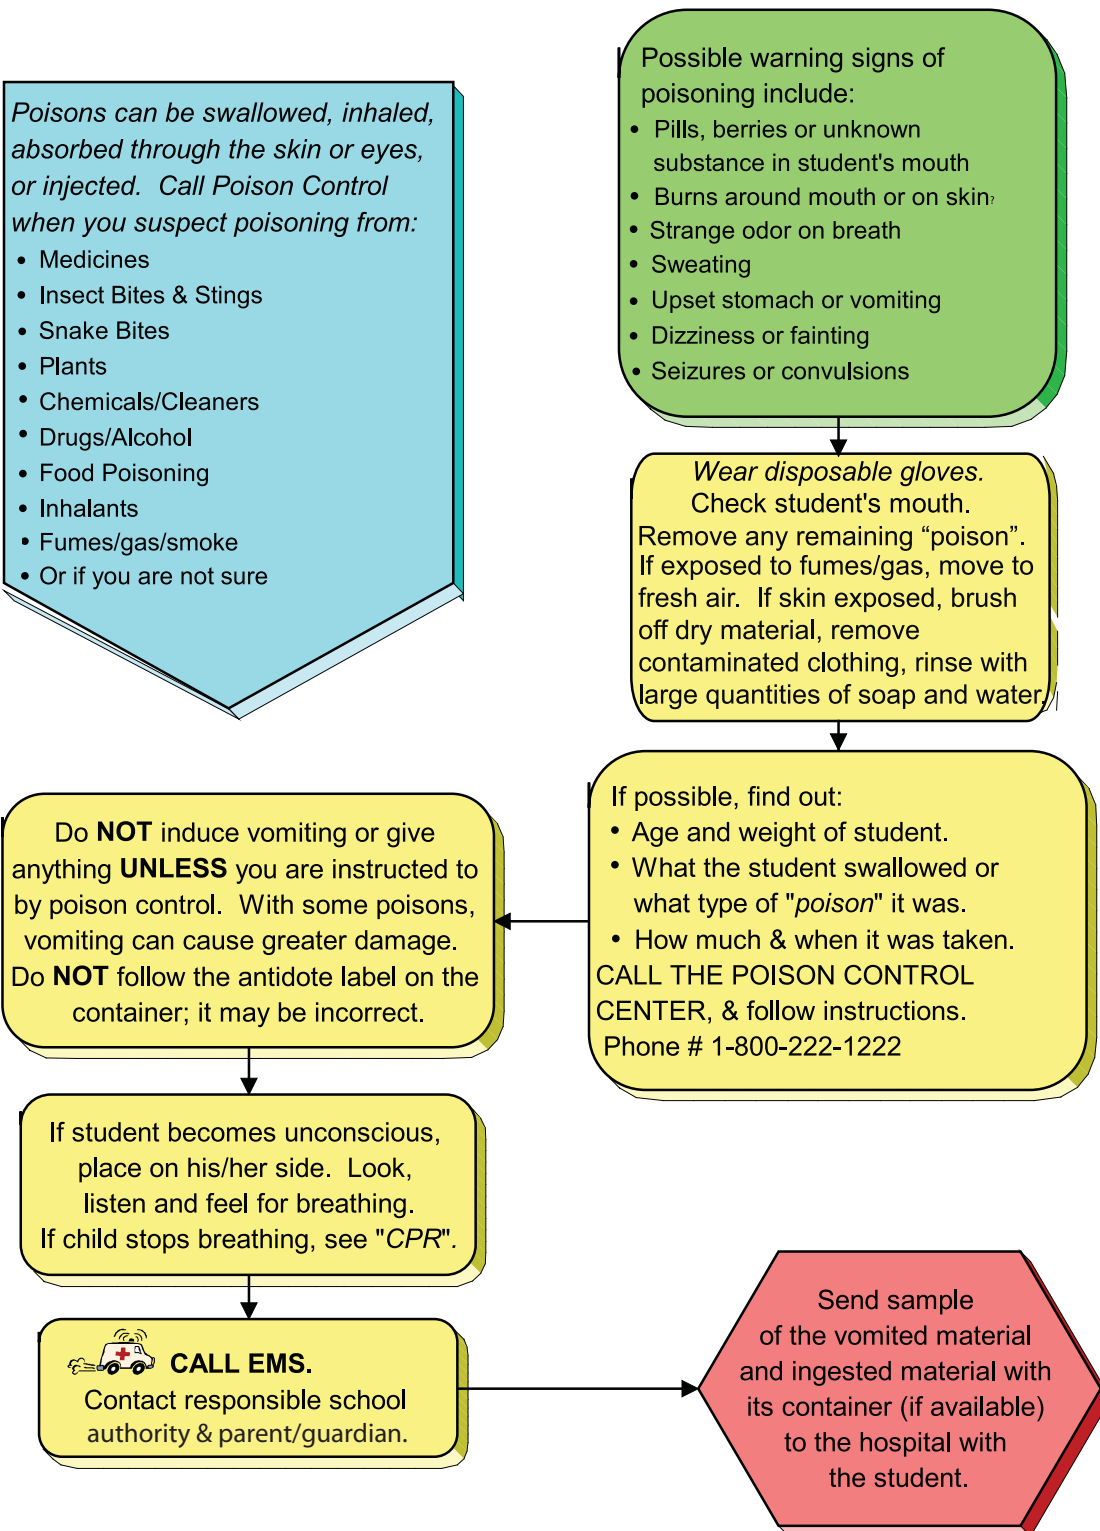 Poisons can be swallowed, inhaled,
absorbed through the skin or eyes,
or injected.  Call Poison Control
when you suspect poisoning from:
• Medicines
• Insect Bites & Stings
• Snake Bites
• Plants
• Chemicals/Cleaners
• Drugs/Alcohol
• Food Poisoning
• Inhalants
• Fumes/gas/smoke
• Or if you are not sure
Possible warning signs of
poisoning include:
• Pills, berries or unknown
substance in student's mouth
• Burns around mouth or on skin?
• Strange odor on breath
• Sweating
• Upset stomach or vomiting
• Dizziness or fainting
• Seizures or convulsions
Wear disposable gloves.
Check student's mouth.
Remove any remaining “poison”.
If exposed to fumes/gas, move to
fresh air.  If skin exposed, brush
off dry material, remove
contaminated clothing, rinse with
large quantities of soap and water.
If possible, find out:
• Age and weight of student.
• What the student swallowed or
what type of "poison" it was.
• How much & when it was taken.
CALL THE POISON CONTROL
CENTER, & follow instructions.
Phone # 1-800-222-1222
Do NOT induce vomiting or give
anything UNLESS you are instructed to
by poison control.  With some poisons,
vomiting can cause greater damage.
Do NOT follow the antidote label on the
container; it may be incorrect.
If student becomes unconscious,
place on his/her side.  Look,
listen and feel for breathing.
If child stops breathing, see "CPR".
CALL EMS.
Contact responsible school
authority & parent/guardian.
Send sample
of the vomited material
and ingested material with
its container (if available)
to the hospital with
the student.